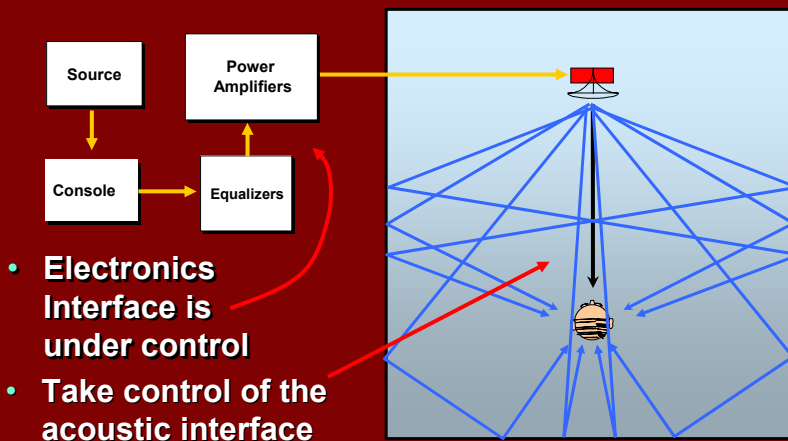 Source
Power
Amplifiers
Console
Equalizers
• Electronics
Interface is
under control
• Take control of the
acoustic interface